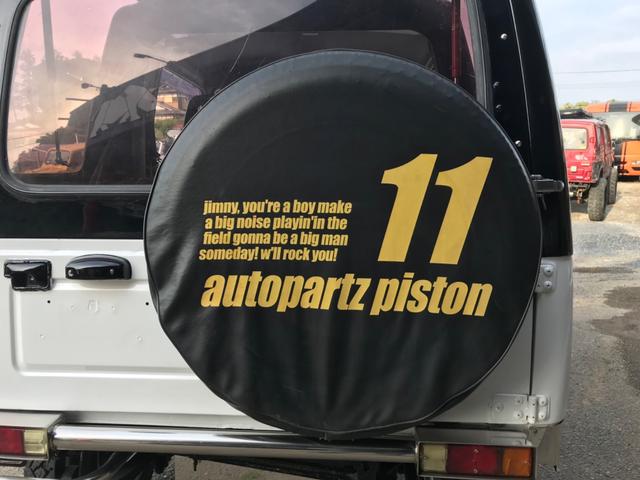 jimny, you're a boy make
a big noise playin'in the
field gonna be a big man
someday! w'll rock you!
11
autopartz piston